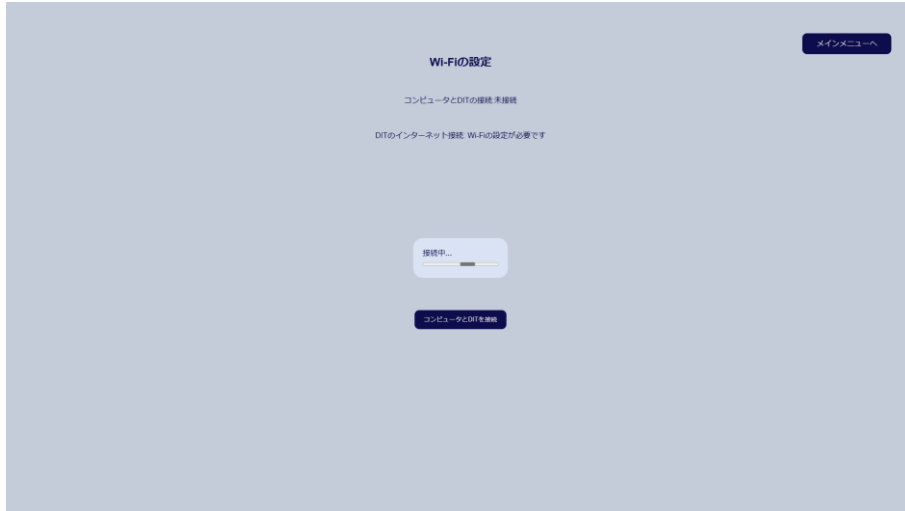 メインメニューへ
Wi-Fiの設定
コンピュータとDITの接続:未接続
DITのインターネット接続: Wi-Fiの設定が必要です
接続中...
コンピュータとDITを接続